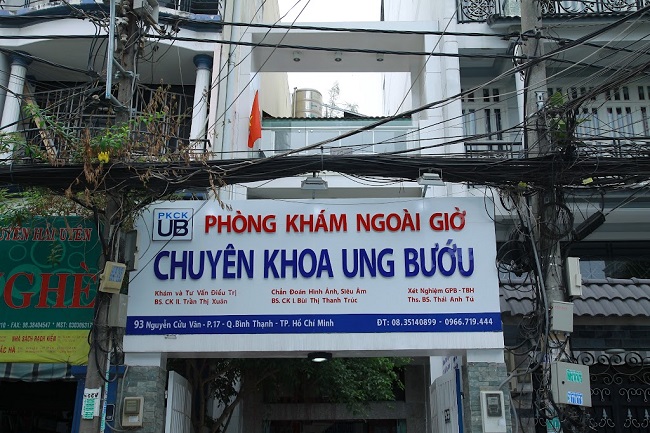 PKCK
UB
PHÒNG KHÁM NGOÀI GIỜ
CHUYÊN KHOA UNG BƯỚU
Khám và Tư Vấn Điều Trị
BS. CK II. Trần Thị Xuân
Chẩn Đoán Hình Ảnh, Siêu Âm
BS. CK I. Bùi Thị Thanh Trúc
Xét Nghiệm GPB - TBH
Ths. BS. Thái Anh Tú
93 Nguyễn Cửu Vân - P.17 - Q.Bình Thạnh - TP. Hồ Chí Minh
ĐT: 08.35140899 - 0966.719.444
HẢI UYÊN
GHẾ